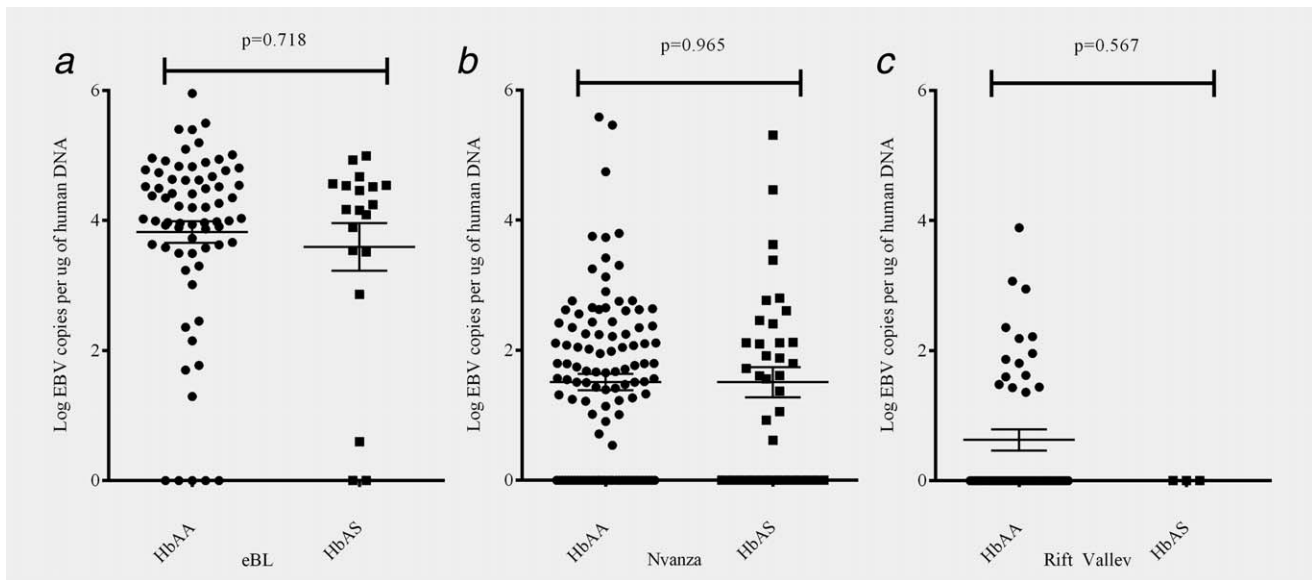 a
p=0.718
Log EBV copies per ug of human DNA
6
4
2
0
HbAA
HbAS
eBL
b
p=0.965
Log EBV copies per ug of human DNA
6
4
2
0
HbAA
HbAS
Nvanza
c
p=0.567
Log EBV copies per ug of human DNA
6
4
2
0
HbAA
HbAS
Rift Vallev